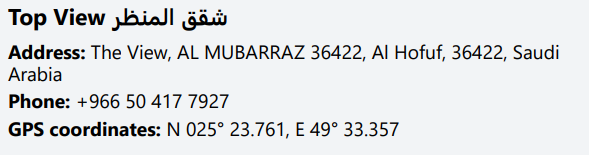 Top View شقق المنظر
Address: The View, AL MUBARRAZ 36422, Al Hofuf, 36422, Saudi
Arabia
Phone: +966 50 417 7927
GPS coordinates: N 025° 23.761, E 49° 33.357